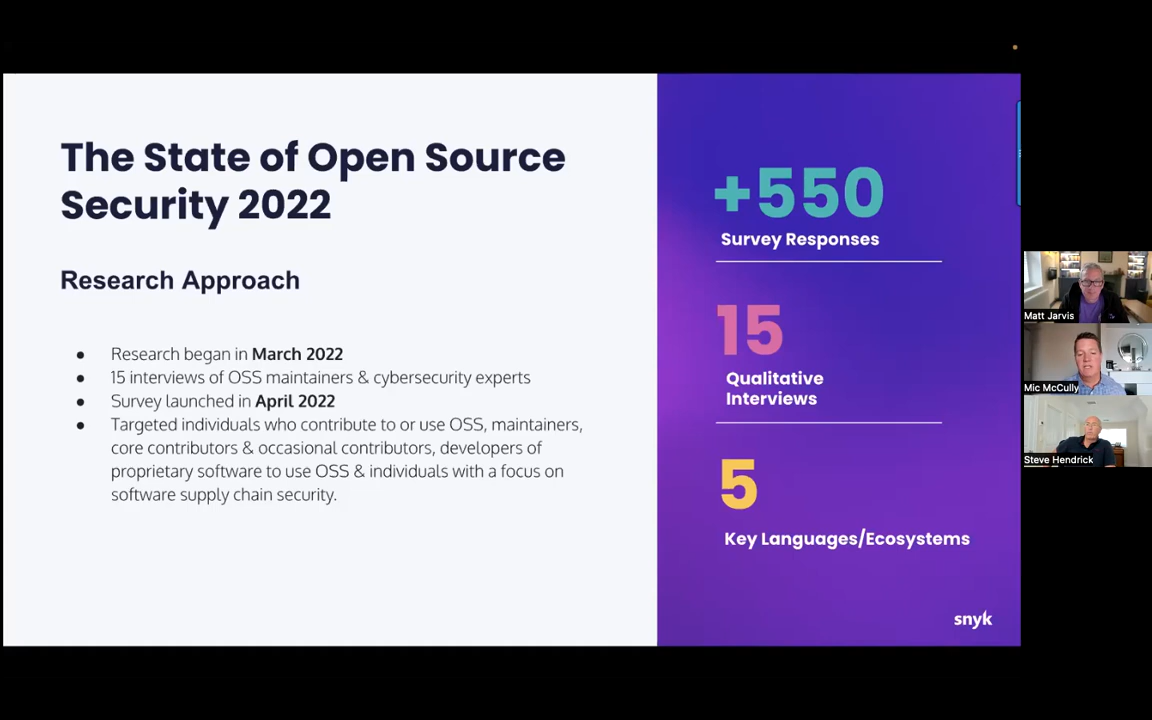 The State of Open Source
Security 2022
Research Approach
● Research began in March 2022
● 15 interviews of OSS maintainers & cybersecurity experts
● Survey launched in April 2022
● Targeted individuals who contribute to or use OSS, maintainers,
core contributors & occasional contributors, developers of
proprietary software to use OSS & individuals with a focus on
software supply chain security.
+550
Survey Responses
15
Qualitative
Interviews
5
Key Languages/Ecosystems
snyk
Matt Jarvis
Mic McCully
Steve Hendrick